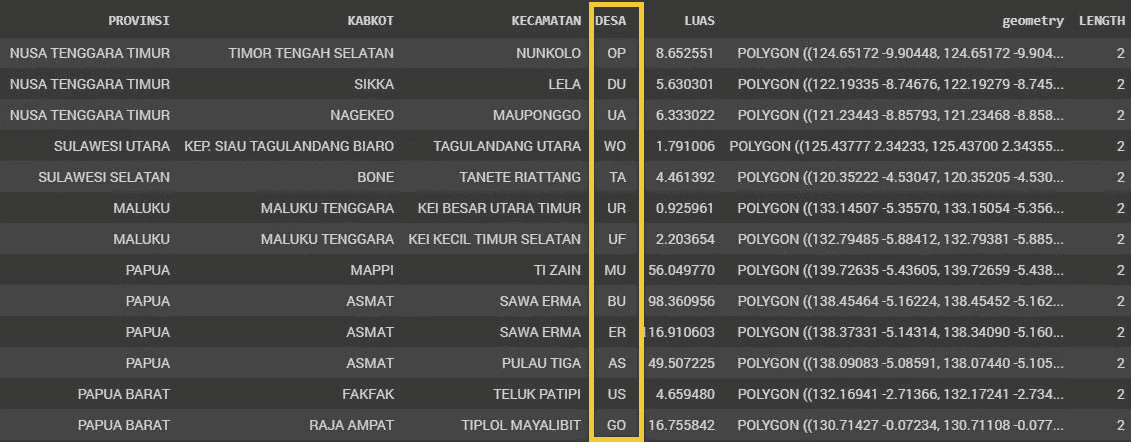 PROVINSI KABKOT KECAMATAN DESA LUAS geometry LENGTH
NUSA TENGGARA TIMUR TIMOR TENGAH SELATAN NUNKOLO OP 8.652551 POLYGON ((124.65172 -9.90448, 124.65172 -9.904... 2
NUSA TENGGARA TIMUR SIKKA LELA DU 5.630301 POLYGON ((122.19335 -8.74676, 122.19279 -8.745... 2
NUSA TENGGARA TIMUR NAGEKEO MAUPONGGO UA 6.333022 POLYGON ((121.23443 -8.85793, 121.23468 -8.858... 2
SULAWESI UTARA KEP. SIAU TAGULANDANG BIARO TAGULANDANG UTARA WO 1.791006 POLYGON ((125.43777 2.34233, 125.43700 2.34355... 2
SULAWESI SELATAN BONE TANETE RIATTANG TA 4.461392 POLYGON ((120.35222 -4.53047, 120.35205 -4.530... 2
MALUKU MALUKU TENGGARA KEI BESAR UTARA TIMUR UR 0.925961 POLYGON ((133.14507 -5.35570, 133.15054 -5.356... 2
MALUKU MALUKU TENGGARA KEI KECIL TIMUR SELATAN UF 2.203654 POLYGON ((132.79485 -5.88412, 132.79381 -5.885... 2
PAPUA MAPPI TI ZAIN MU 56.049770 POLYGON ((139.72635 -5.43605, 139.72659 -5.438... 2
PAPUA ASMAT SAWA ERMA BU 98.360956 POLYGON ((138.45464 -5.16224, 138.45452 -5.162... 2
PAPUA ASMAT SAWA ERMA ER 116.910603 POLYGON ((138.37331 -5.14314, 138.34090 -5.160... 2
PAPUA ASMAT PULAU TIGA AS 49.507225 POLYGON ((138.09083 -5.08591, 138.07440 -5.105... 2
PAPUA BARAT FAKFAK TELUK PATIPI US 4.659480 POLYGON ((132.16941 -2.71366, 132.17241 -2.734... 2
PAPUA BARAT RAJA AMPAT TIPLOL MAYALIBIT GO 16.755842 POLYGON ((130.71427 -0.07234, 130.71108 -0.077... 2